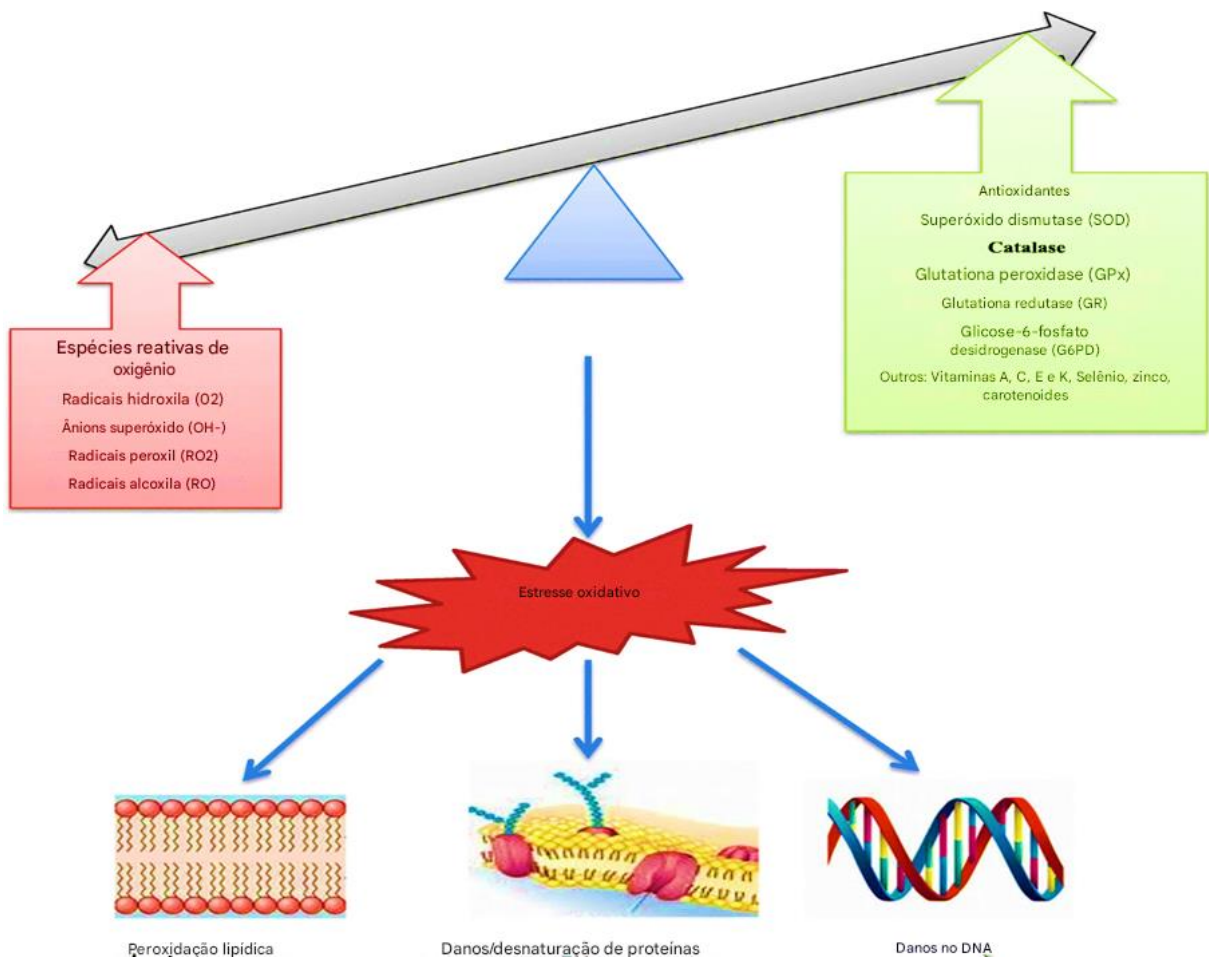 Antioxidantes
Superóxido dismutase (SOD)
Catalase
Glutationa peroxidase (GPx)
Glutationa redutase (GR)
Glicose-6-fosfato
desidrogenase (G6PD)
Outros: Vitaminas A, C, E e K, Selênio, zinco,
carotenoides
Espécies reativas de
oxigênio
Radicais hidroxila (O2)
Ânions superóxido (OH-)
Radicais peroxil (RO2)
Radicais alcoxila (RO)
Estresse oxidativo
Peroxidação lipídica
Danos/desnaturação de proteínas
Danos no DNA